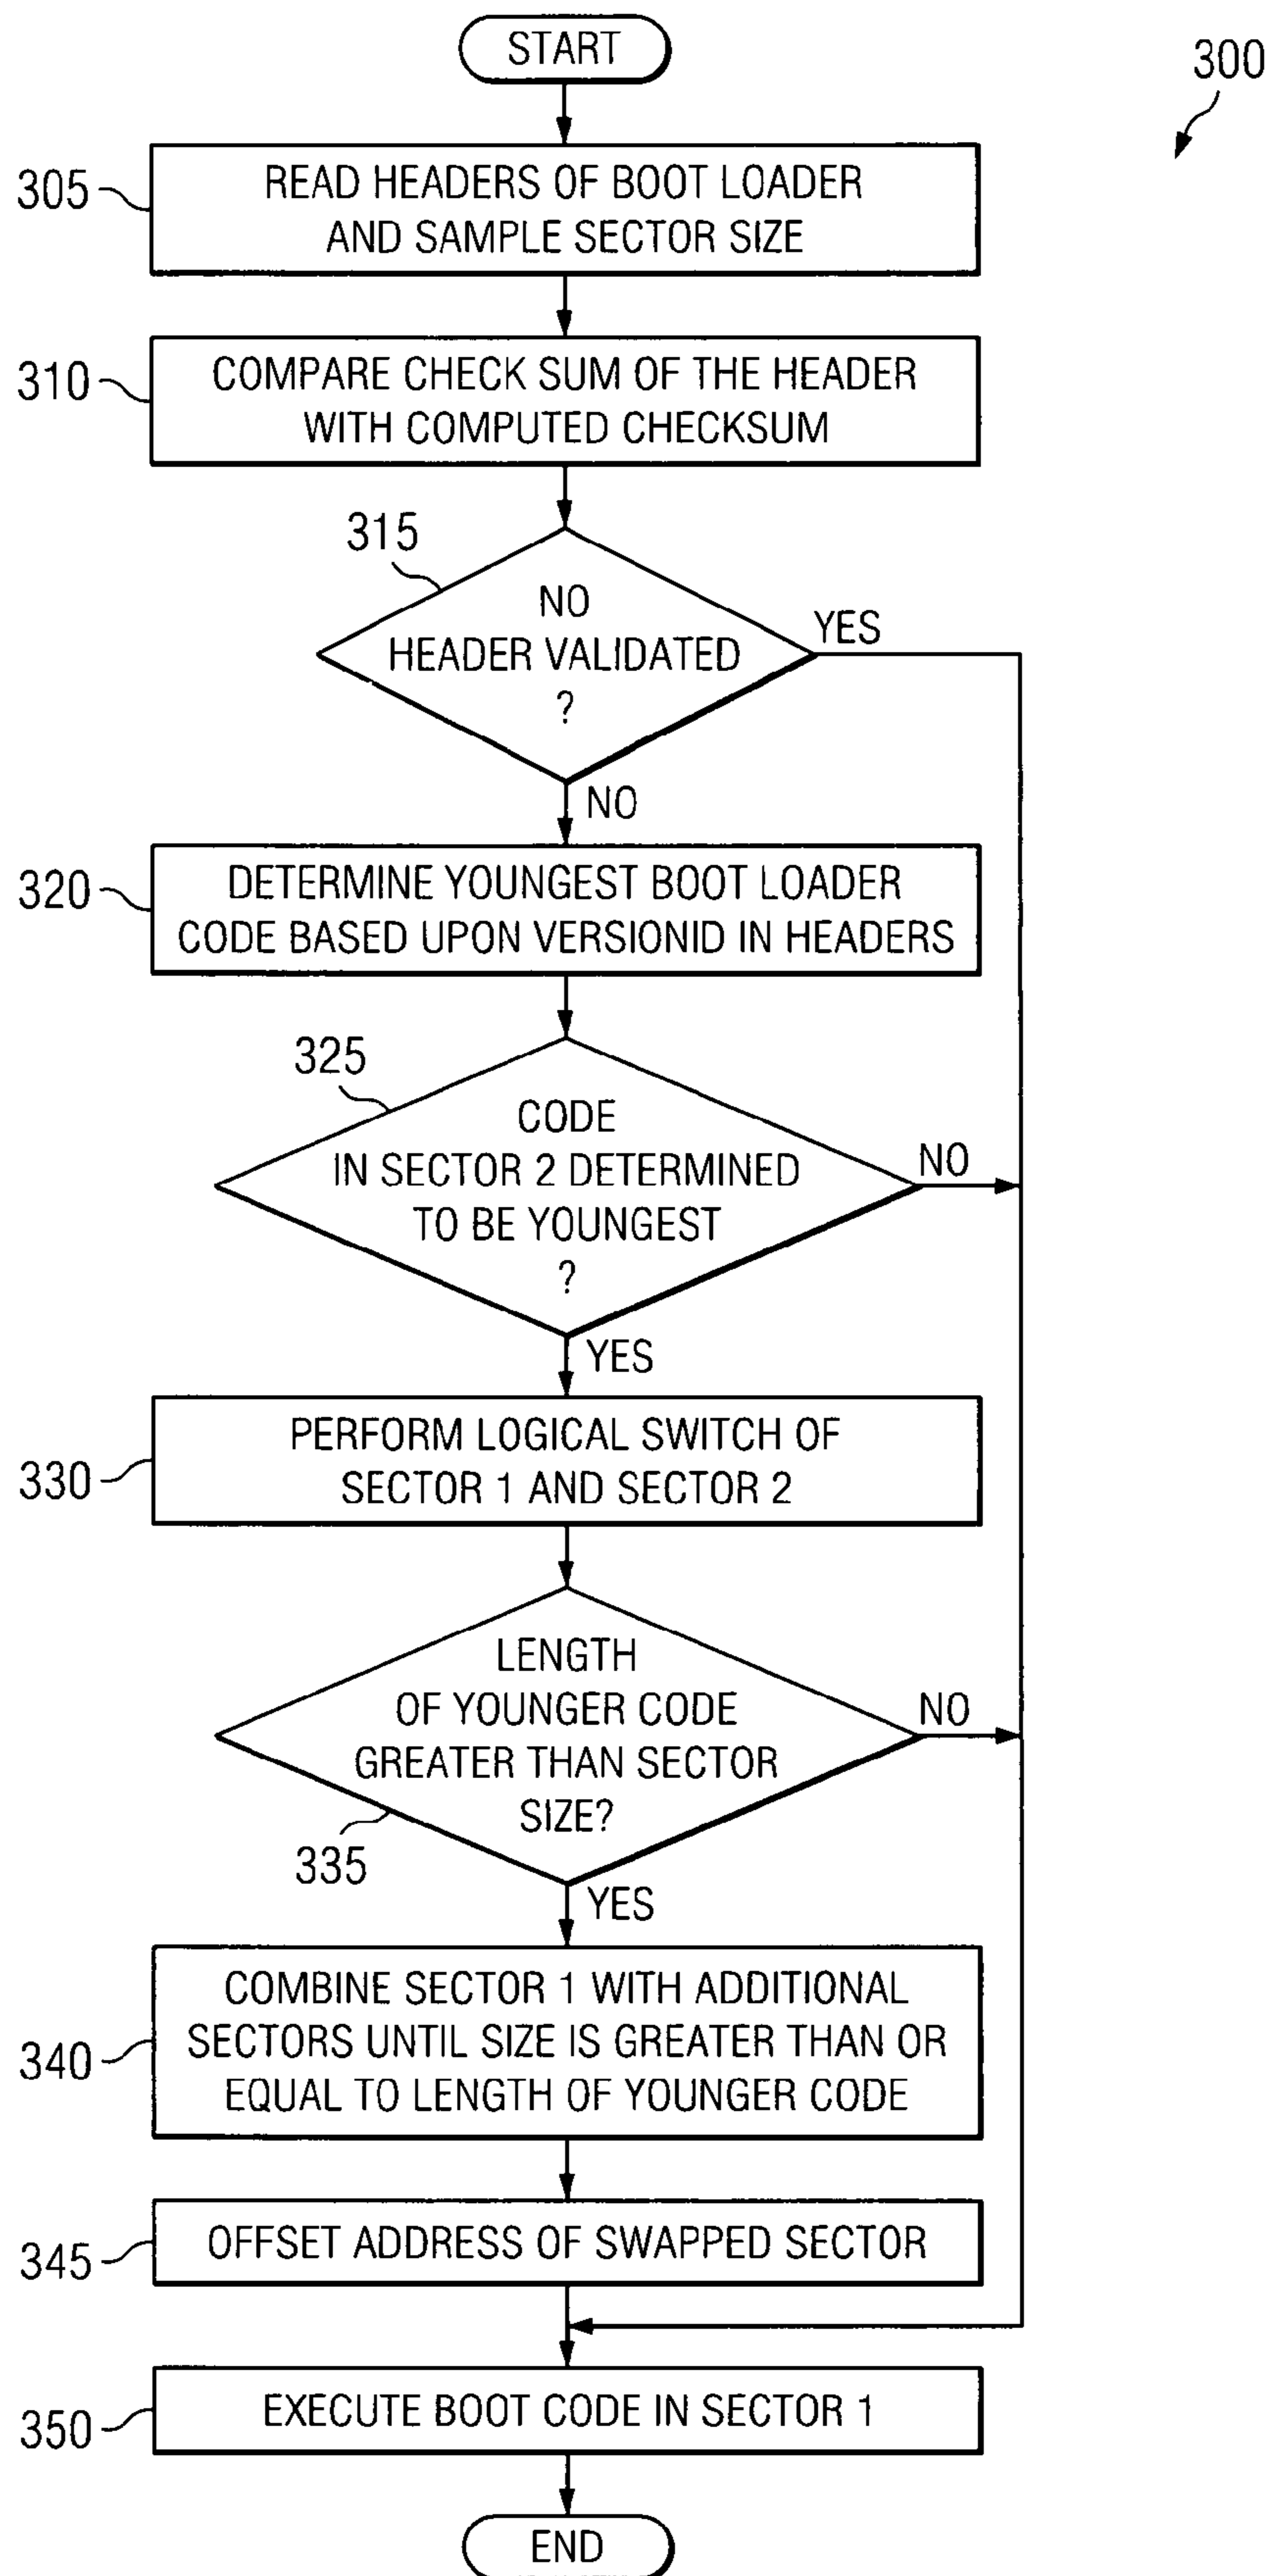 START
300
305
READ HEADERS OF BOOT LOADER
AND SAMPLE SECTOR SIZE
310
COMPARE CHECK SUM OF THE HEADER
WITH COMPUTED CHECKSUM
315
NO
HEADER VALIDATED
?
YES
NO
320
DETERMINE YOUNGEST BOOT LOADER
CODE BASED UPON VERSIONID IN HEADERS
325
CODE
IN SECTOR 2 DETERMINED
TO BE YOUNGEST
?
NO
YES
330
PERFORM LOGICAL SWITCH OF
SECTOR 1 AND SECTOR 2
LENGTH
OF YOUNGER CODE
GREATER THAN SECTOR
SIZE?
NO
335
YES
340
COMBINE SECTOR 1 WITH ADDITIONAL
SECTORS UNTIL SIZE IS GREATER THAN OR
EQUAL TO LENGTH OF YOUNGER CODE
345
OFFSET ADDRESS OF SWAPPED SECTOR
350
EXECUTE BOOT CODE IN SECTOR 1
END